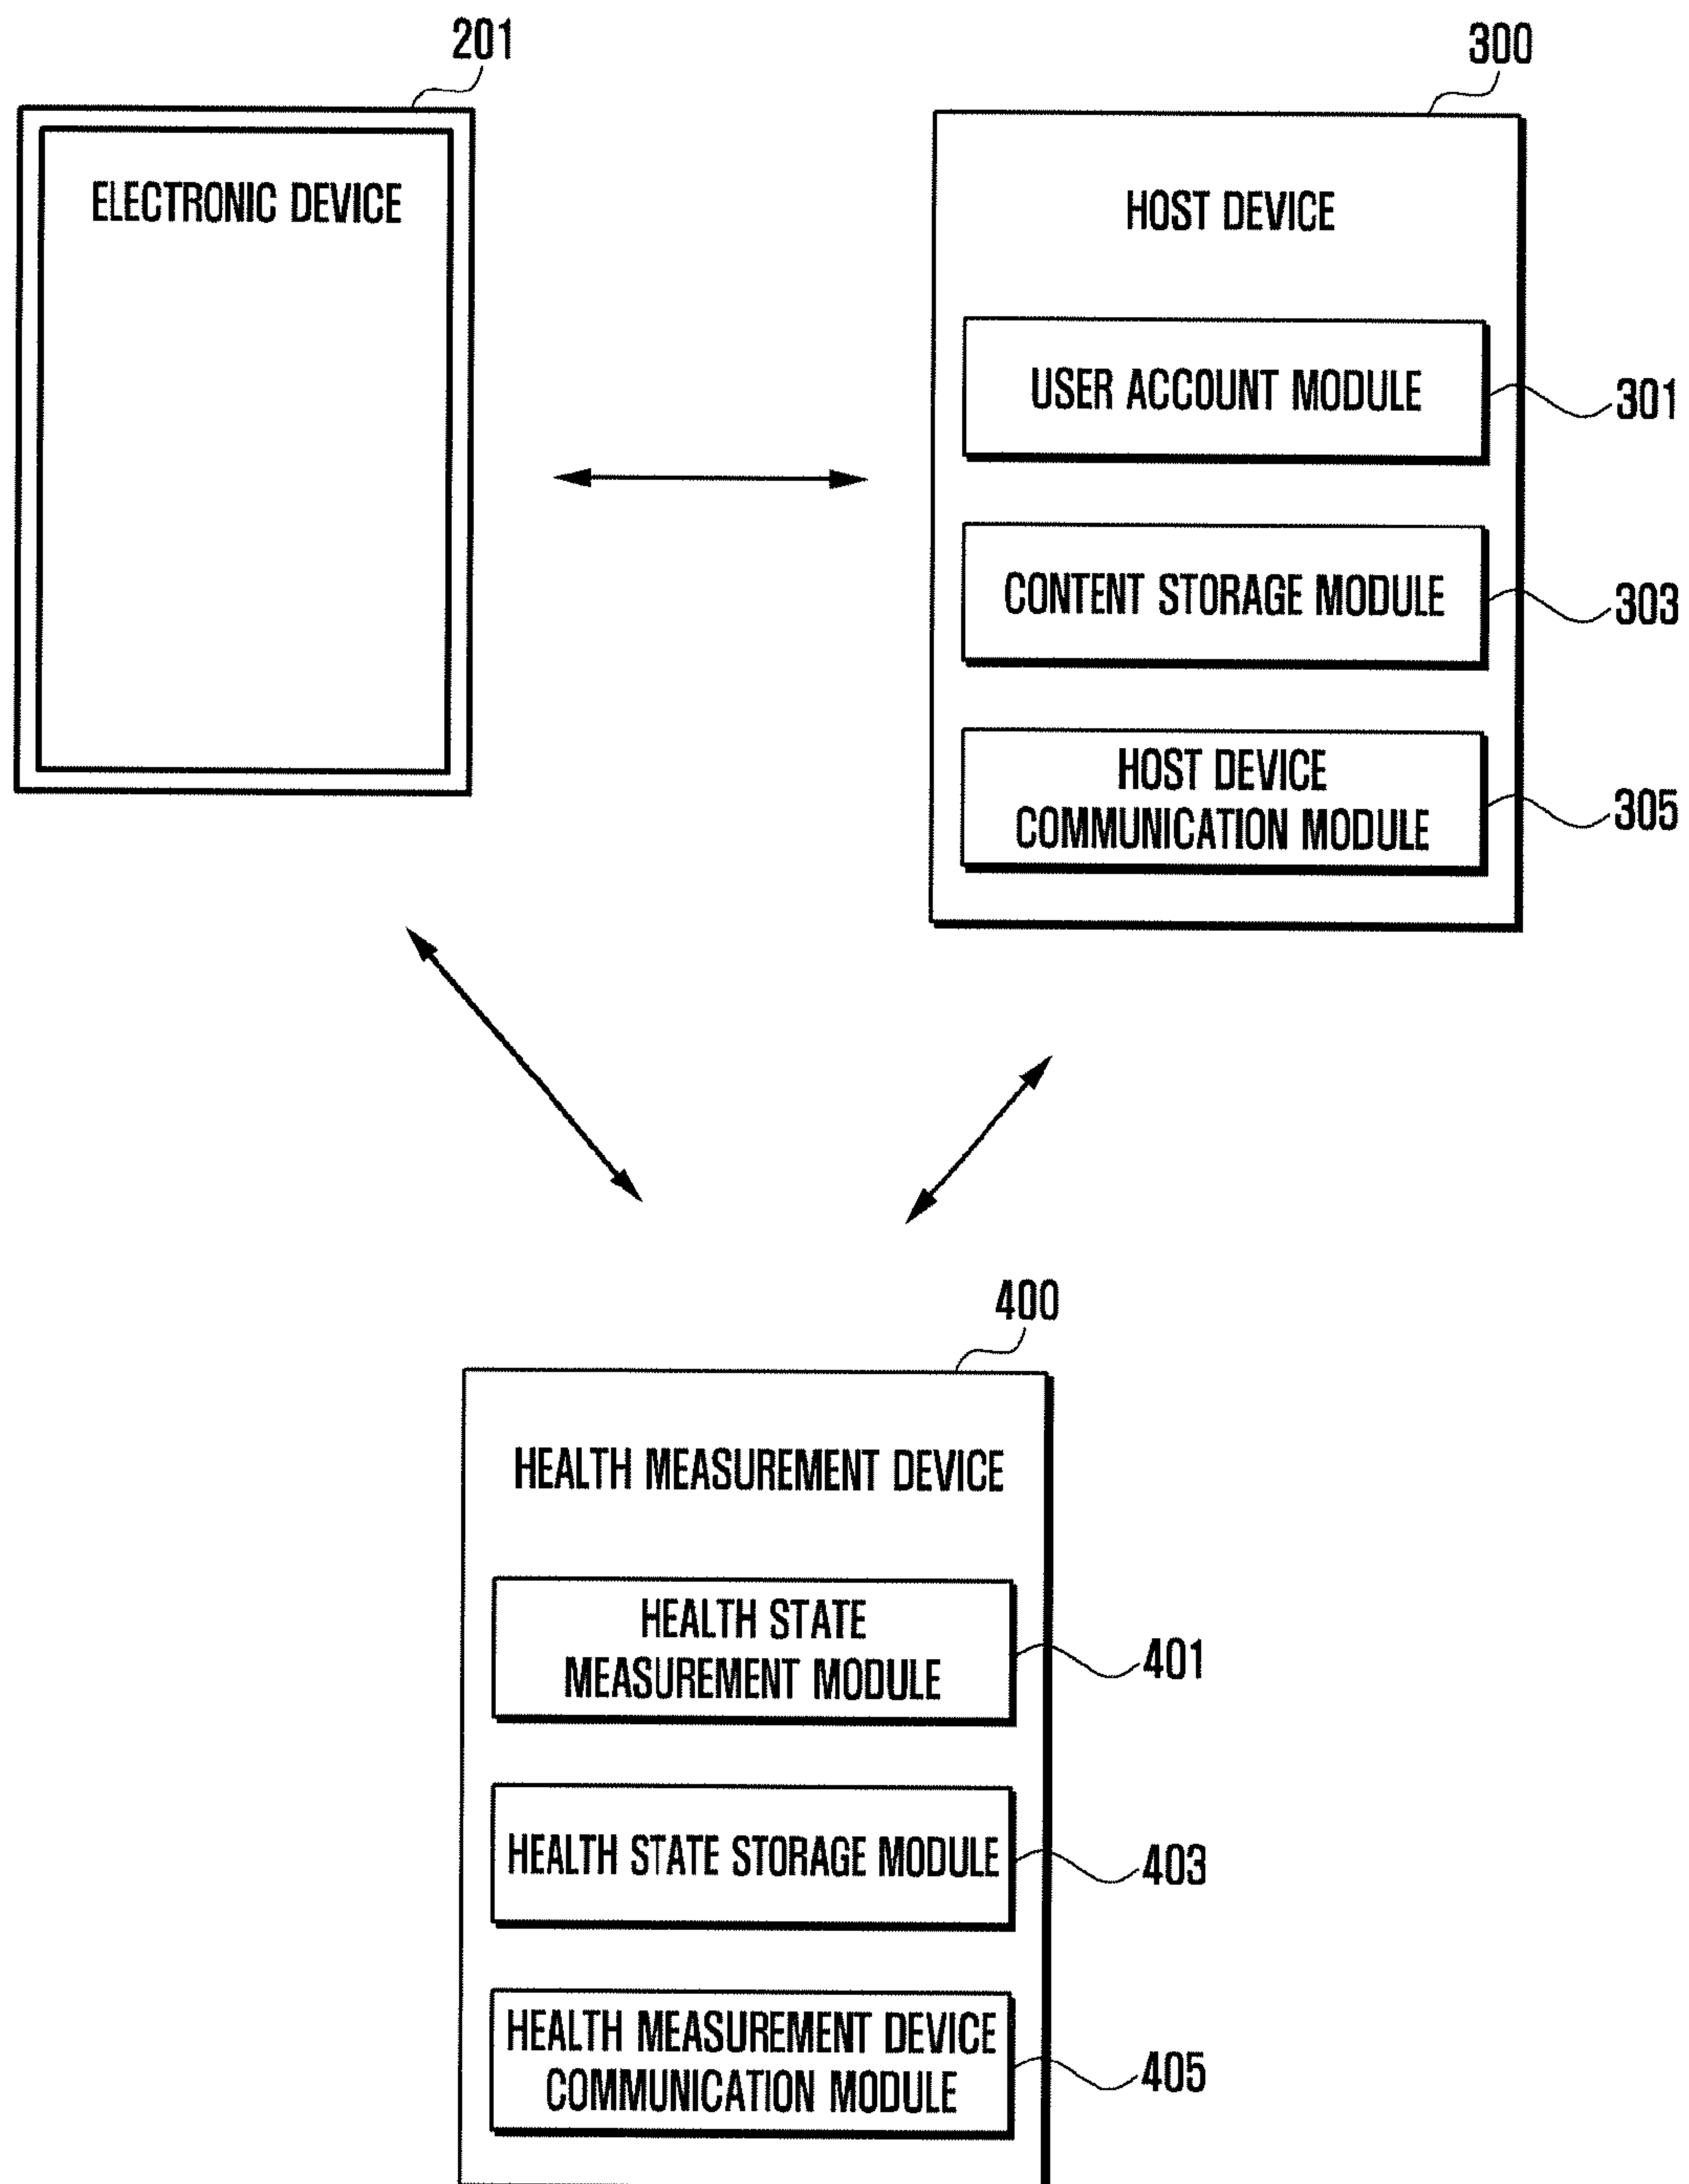 201
300
ELECTRONIC DEVICE
HOST DEVICE
USER ACCOUNT MODULE
301
CONTENT STORAGE MODULE
303
HOST DEVICE
COMMUNICATION MODULE
305
400
HEALTH MEASUREMENT DEVICE
HEALTH STATE
MEASUREMENT MODULE
401
HEALTH STATE STORAGE MODULE
403
HEALTH MEASUREMENT DEVICE
COMMUNICATION MODULE
405